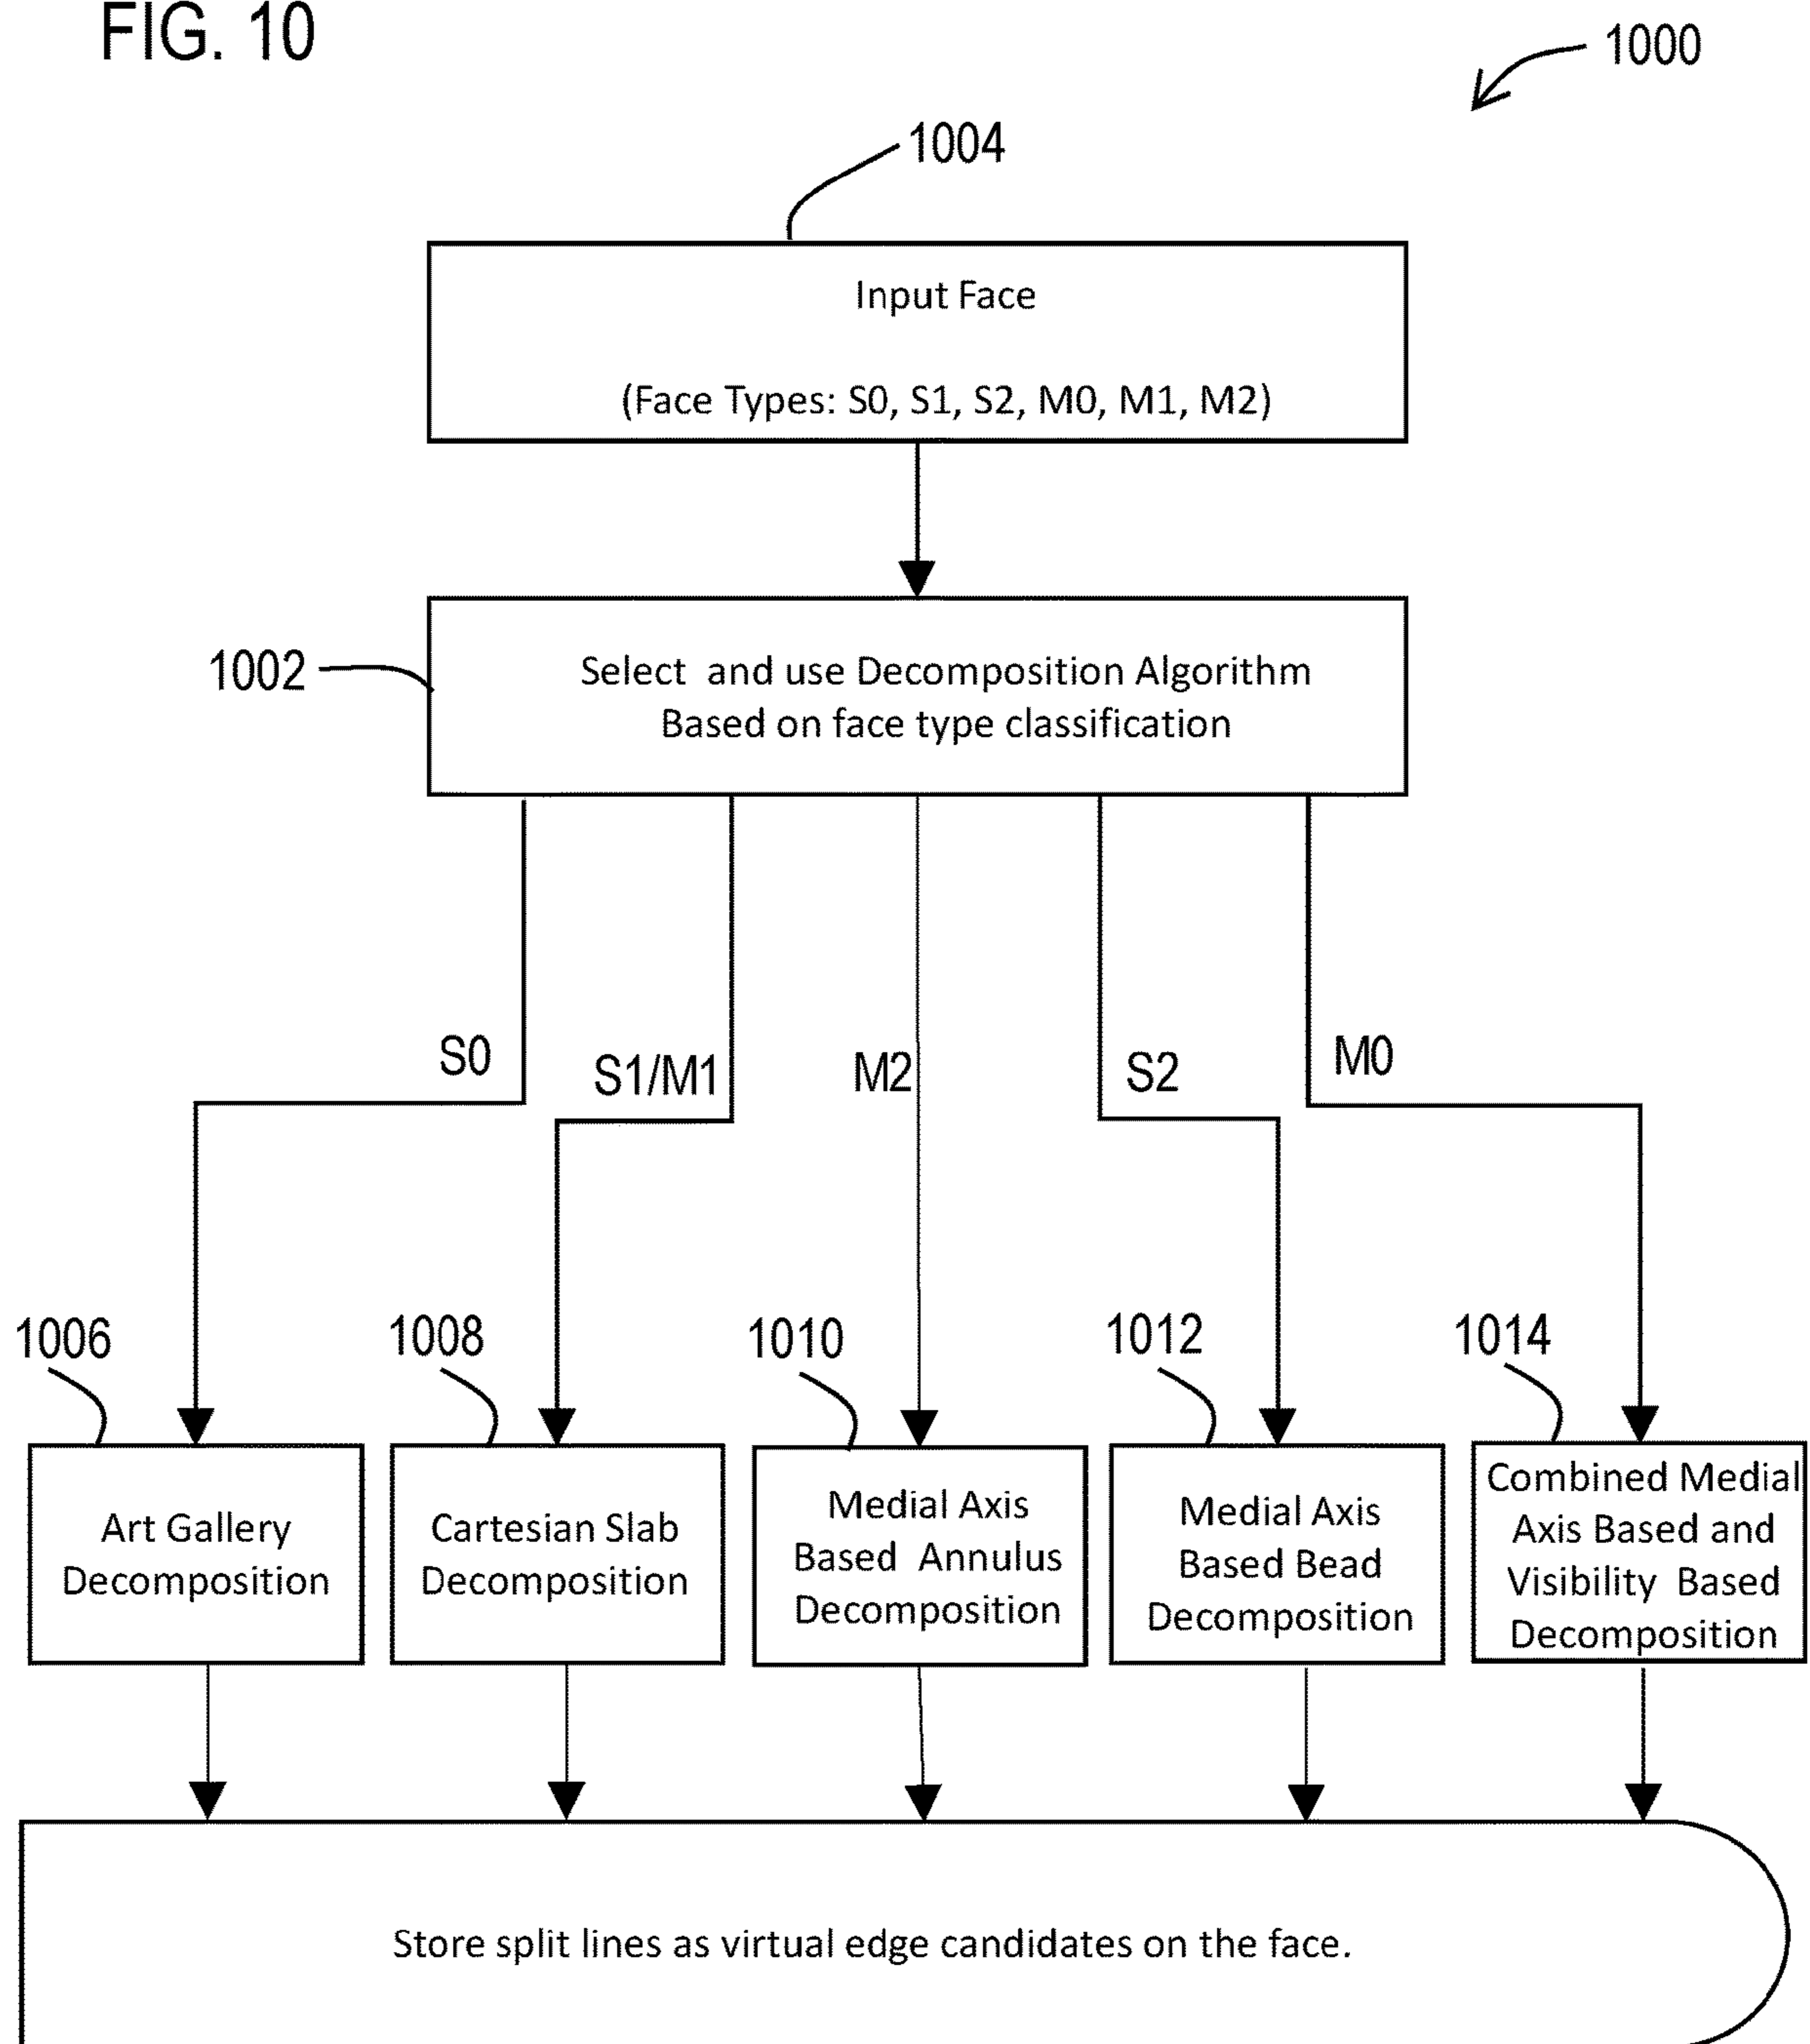 FIG. 10
1000
1004
Input Face
(Face Types: S0, S1, S2, M0, M1, M2)
1002
Select and use Decomposition Algorithm
Based on face type classification
S0
S1/M1
M2
S2
M0
1006
1008
1010
1012
1014
Art Gallery
Decomposition
Cartesian Slab
Decomposition
Medial Axis
Based Annulus
Decomposition
Medial Axis
Based Bead
Decomposition
Combined Medial
Axis Based and
Visibility Based
Decomposition
Store split lines as virtual edge candidates on the face.